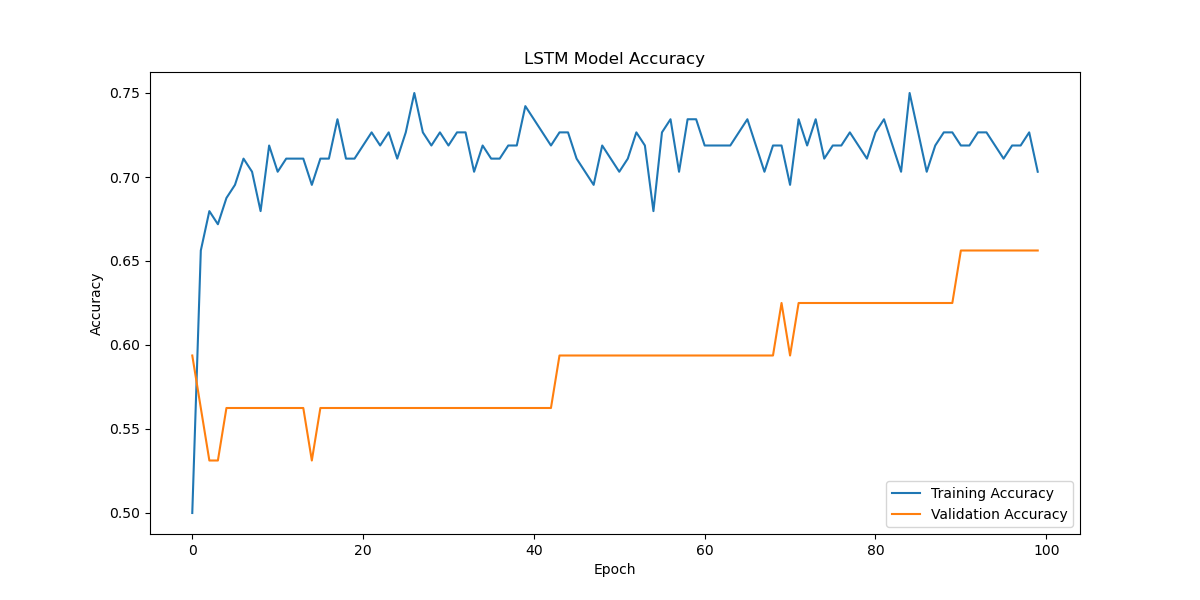 LSTM Model Accuracy
Accuracy
0.75
0.70
0.65
0.60
0.55
0.50
Training Accuracy
Validation Accuracy
0 20 40 60 80 100
Epoch